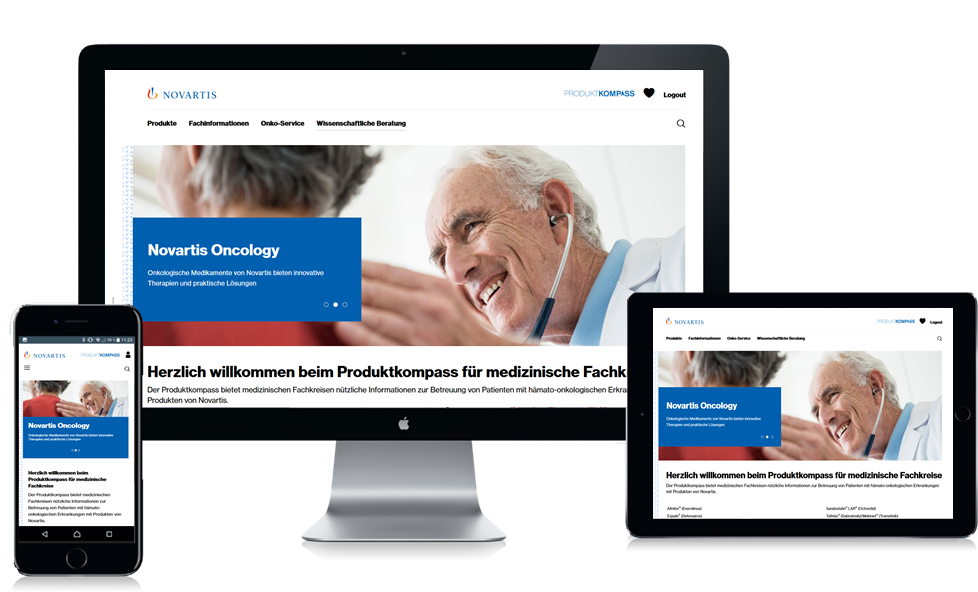 NOVARTIS
PRODUKTKOMPASS
Logout
Produkte Fachinformationen Onko-Service Wissenschaftliche Beratung
Novartis Oncology
Onkologische Medikamente von Novartis bieten innovative
Therapien und praktische Lösungen
Herzlich willkommen beim Produktkompass für medizinische Fachk
Der Produktkompass bietet medizinischen Fachkreisen nützliche Informationen zur Betreuung von Patienten mit hämato-onkologischen Erkra
Produkten von Novartis.
NOVARTIS
PRODUKTKOMPASS
Novartis Oncology
Onkologische Medikamente von Novartis bieten innovative
Therapien und praktische Lösungen
Herzlich willkommen beim
Produktkompass für medizinische
Fachkreise
Der Produktkompass bietet medizinischen
Fachkreisen nützliche Informationen zur
Betreuung von Patienten mit hämato-
onkologischen Erkrankungen mit Produkten von
Novartis.
NOVARTIS
PRODUKTKOMPASS
Logout
Produkte Fachinformationen Onko-Service Wissenschaftliche Beratung
Novartis Oncology
Onkologische Medikamente von Novartis bieten innovative
Therapien und praktische Lösungen
Herzlich willkommen beim Produktkompass für medizinische Fachkreise
Der Produktkompass bietet medizinischen Fachkreisen nützliche Informationen zur Betreuung von Patienten mit hämato-onkologischen Erkrankungen
mit Produkten von Novartis.
Afinitor® (Everolimus) Sandostatin® LAR® (Octreotid)
Exjade® (Deferasirox) Tafinlar® (Dabrafenib)/Mekinist® (Trametinib)